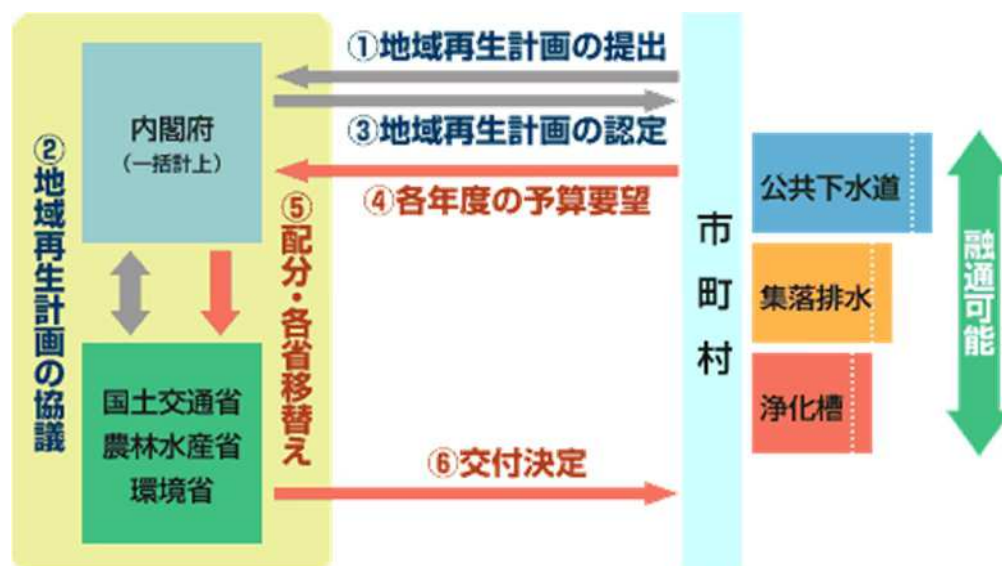 ①地域再生計画の提出
内閣府
(一括計上)
②地域再生計画の協議
③地域再生計画の認定
④各年度の予算要望
⑤配分・各省移替え
国土交通省
農林水産省
環境省
⑥交付決定
市町村
公共下水道
集落排水
浄化槽
融通可能